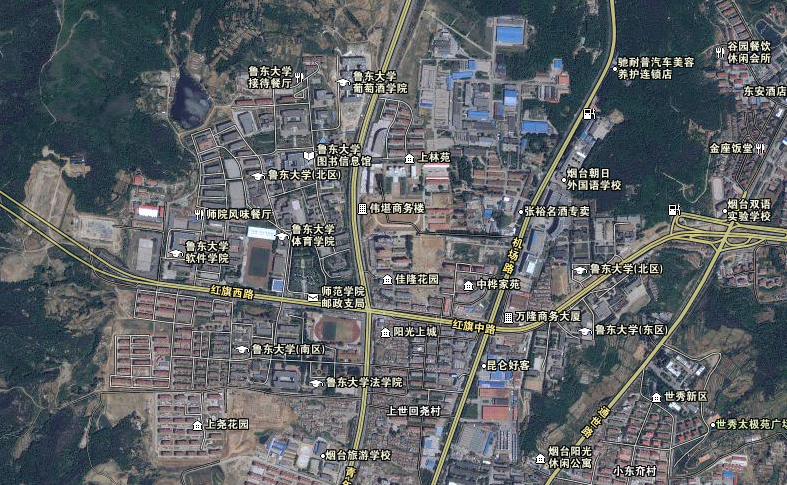 谷园餐饮
休闲会所
驰耐普汽车美容
养护连锁店
鲁东大学
接待餐厅
鲁东大学
葡萄酒学院
东安酒店
鲁东大学
图书信息馆
上林苑
金座饭堂
鲁东大学(北区)
烟台朝日
外国语学校
师院风味餐厅
伟堪商务楼
张裕名酒专卖
烟台双语
实验学校
鲁东大学
体育学院
鲁东大学
软件学院
机场路
鲁东大学(北区)
佳隆花园
中桦家苑
红旗西路
师范学院
邮政支局
万隆商务大厦
红旗中路
阳光上城
鲁东大学(东区)
鲁东大学(南区)
昆仑好客
鲁东大学法学院
世秀新区
上世回尧村
通世路
上尧花园
世秀太极苑广场
烟台旅游学校
烟台阳光
休闲公寓
小东夼村
青年